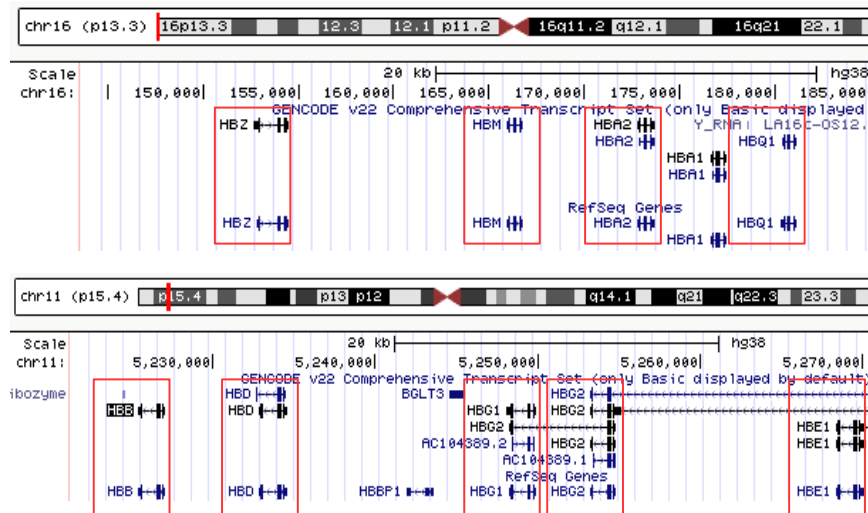 chr16 (p13.3) 16p13.3 12.3 12.1 p11.2 16q11.2 q12.1 16q21 22.1
Scale 20 kb hg38
chr16: 150,000 155,000 160,000 165,000 170,000 175,000 180,000 185,000
GENCODE v22 Comprehensive Transcript Set (only Basic displayed
HBZ HBM HBA2 Y_RNA LA16c-OS12.
HBA2 HBQ1
HBA1
HBA1
RefSeq Genes
HBZ HBM HBA2 HBQ1
HBA1
chr11 (p15.4) p15.4 p13 p12 q14.1 q21 q22.3 23.3
Scale 20 kb hg38
chr11: 5,230,000 5,240,000 5,250,000 5,260,000 5,270,000
GENCODE v22 Comprehensive Transcript Set (only Basic displayed by default)
ibozyme HBD BGLT3 HBG2
HBB HBD HBG1 HBG2
HBG2 HBE1
AC104389.2 HBG2 HBE1
AC104389.1
RefSeq Genes
HBB HBD HBBP1 HBG1 HBG2 HBE1